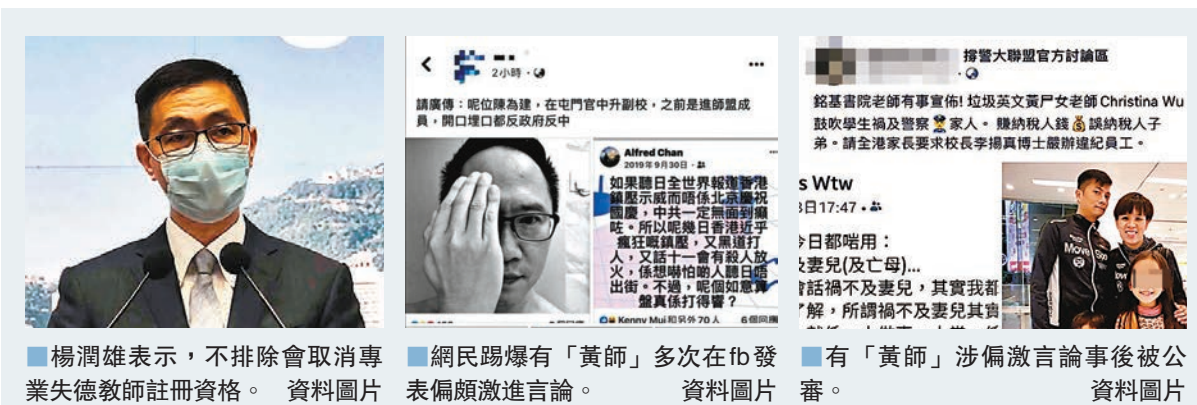 2小時
請廣傳：呢位陳為建，在屯門官中升副校，之前是進師盟成
員，開口埋口都反政府反中
Alfred Chan
2019年9月30日
如果聽日全世界報道香港
鎮壓示威而唔係北京慶祝
國慶，中共一定無面到癲
咗。所以呢幾日香港近乎
瘋狂嘅鎮壓，又黑道打
人，又話十一會有殺人放
火，係想嚇怕啲人聽日唔
出街。不過，呢個如意算
盤真係打得響？
Kenny Mui和另外70人
6個回應
撐警大聯盟官方討論區
銘基書院老師有事宣佈! 垃圾英文黃尸女老師 Christina Wu
鼓吹學生禍及警察👮家人。賺納稅人錢💰誤納稅人子
弟。請全港家長要求校長李揚真博士嚴辦違紀員工。
s Wtw
日17:47
今日都啱用：
及妻兒(及亡母)...
話禍不及妻兒，其實我都
了解，所謂禍不及妻兒其實
■楊潤雄表示，不排除會取消專
業失德教師註冊資格。 資料圖片
■網民踢爆有「黃師」多次在fb發
表偏頗激進言論。 資料圖片
■有「黃師」涉偏激言論事後被公
審。 資料圖片